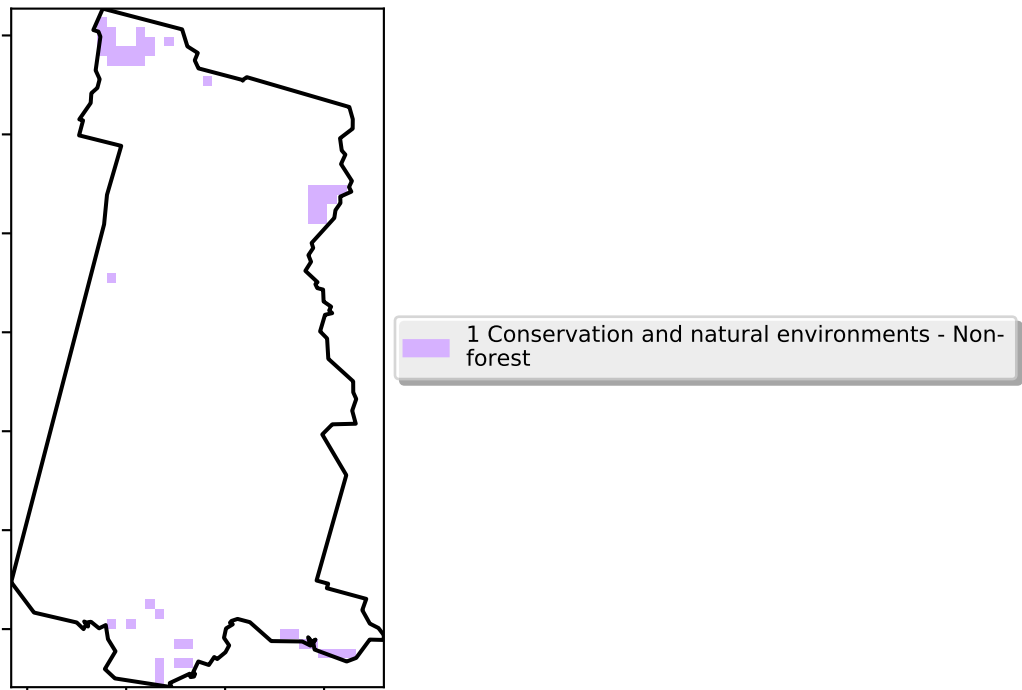 1 Conservation and natural environments - Non-
forest